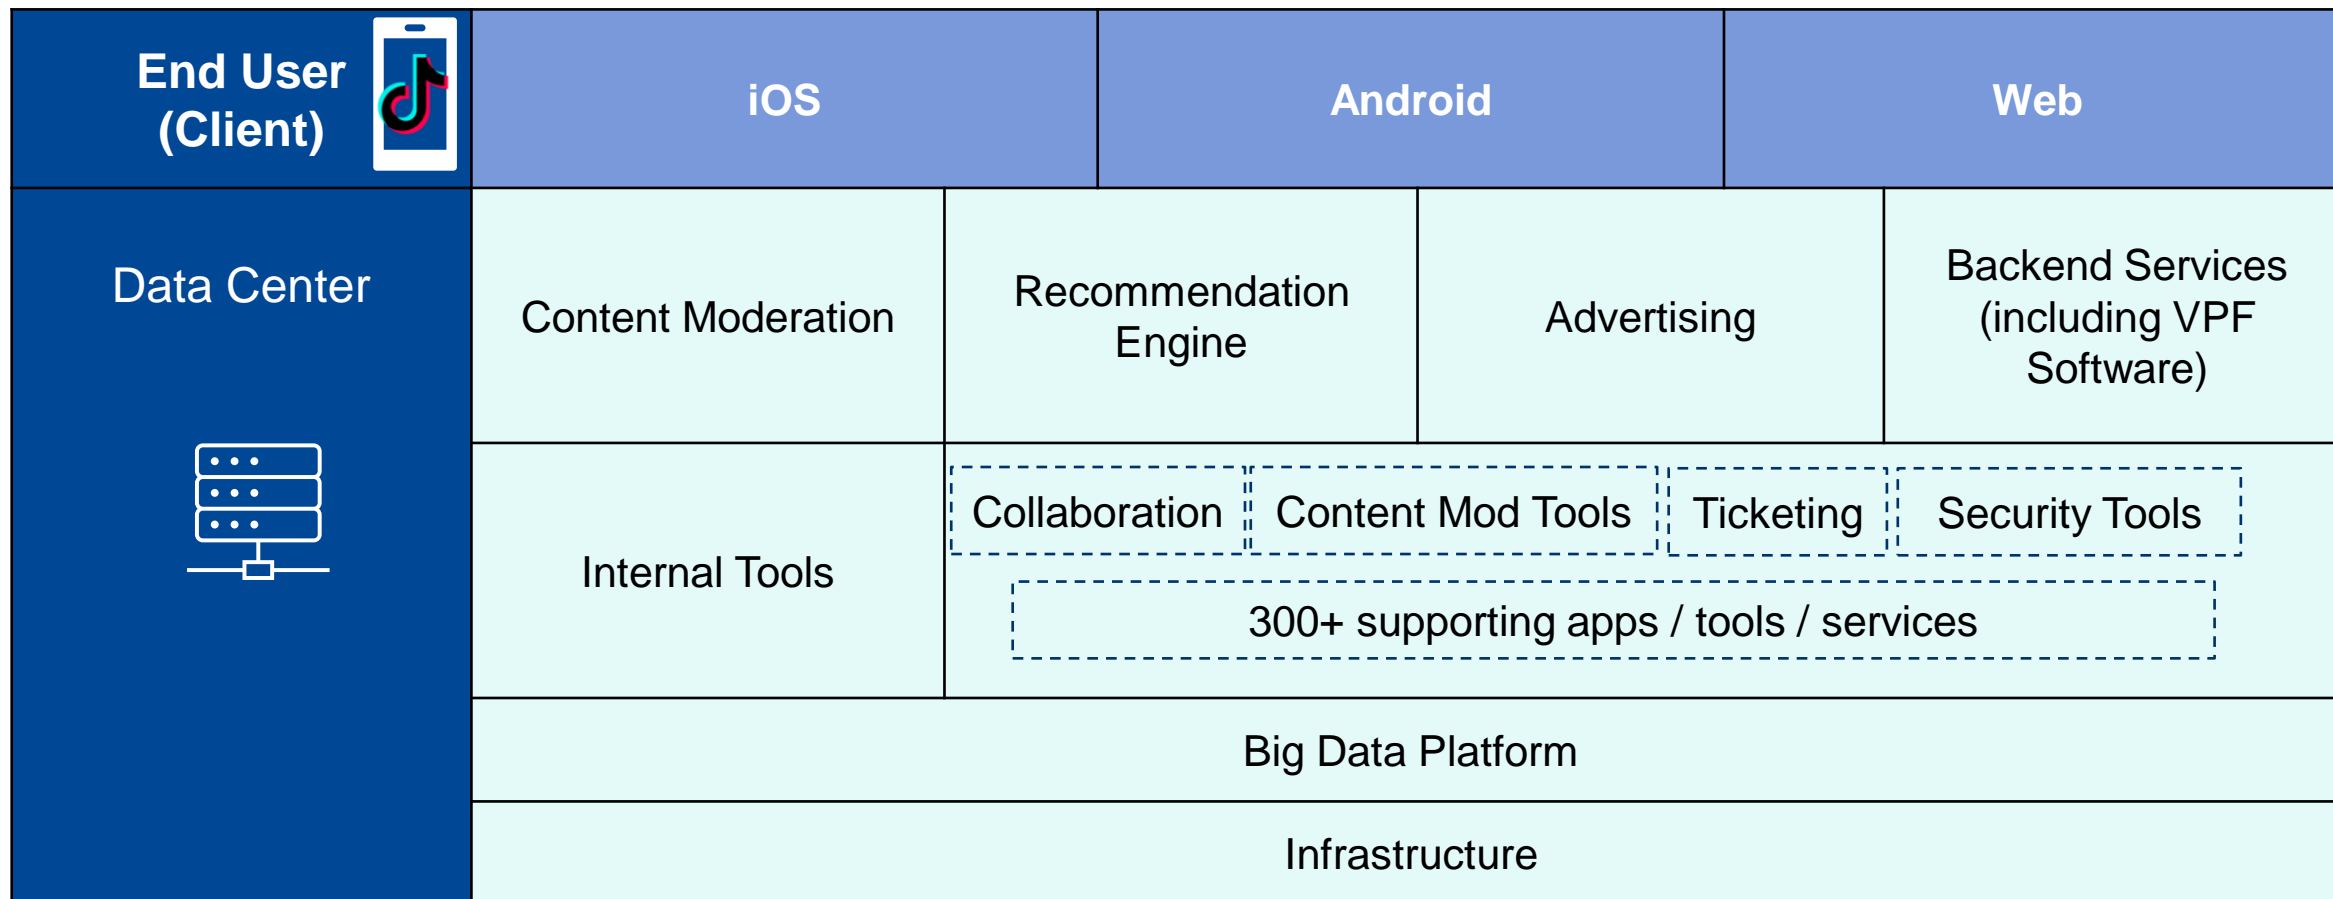 End User
(Client)
iOS
Android
Web
Data Center
Content Moderation
Recommendation
Engine
Advertising
Backend Services
(including VPF
Software)
Internal Tools
Collaboration
Content Mod Tools
Ticketing
Security Tools
300+ supporting apps / tools / services
Big Data Platform
Infrastructure